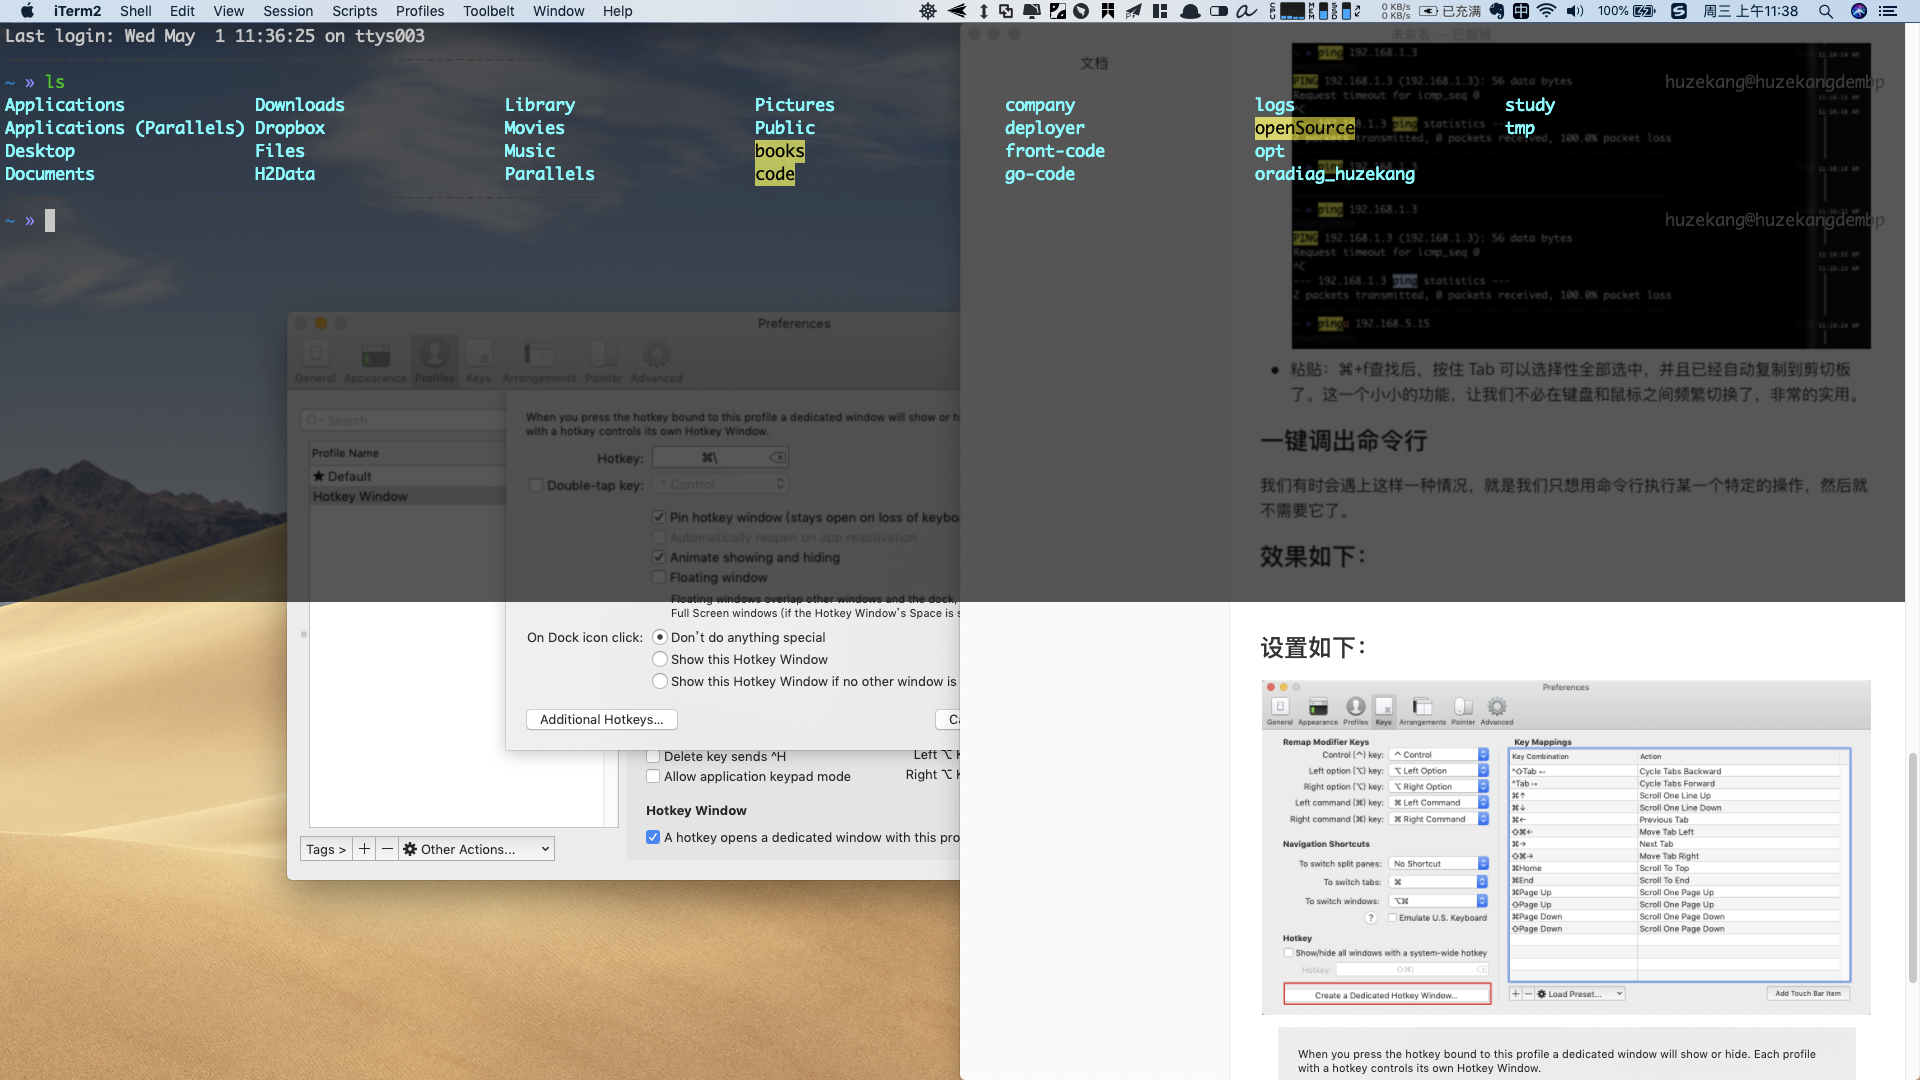 iTerm2 Shell Edit View Session Scripts Profiles Toolbelt Window Help
0 KB/s
0 KB/s
已充满
100%
周三 上午11:38
Last login: Wed May  1 11:36:25 on ttys003
~ » ls
huzekang@huzekangdembp
Applications Downloads Library Pictures company logs study
Applications (Parallels) Dropbox Movies Public deployer openSource tmp
Desktop Files Music books front-code opt
Documents H2Data Parallels code go-code oradiag_huzekang
~ »
huzekang@huzekangdembp
Preferences
General Appearance Profiles Keys Arrangements Pointer Advanced
Search
Profile Name
★ Default
Hotkey Window
When you press the hotkey bound to this profile a dedicated window will show or h
with a hotkey controls its own Hotkey Window.
Hotkey: ⌘\
Double-tap key: ^ Control
Pin hotkey window (stays open on loss of keybo
Automatically reopen on app reactivation
Animate showing and hiding
Floating window
Floating windows overlap other windows and the dock,
Full Screen windows (if the Hotkey Window's Space is s
On Dock icon click: Don't do anything special
Show this Hotkey Window
Show this Hotkey Window if no other window is
Additional Hotkeys...
Ca
Delete key sends ^H
Left ⌥ K
Allow application keypad mode
Right ⌥ K
Hotkey Window
A hotkey opens a dedicated window with this pro
Tags > + − Other Actions...
未命名 — 已编辑
文档
ping 192.168.1.3
PING 192.168.1.3 (192.168.1.3): 56 data bytes
Request timeout for icmp_seq 0
^C
ping statistics ---
transmitted, 0 packets received, 100.0% packet loss
ping 192.168.1.3
PING 192.168.1.3 (192.168.1.3): 56 data bytes
Request timeout for icmp_seq 0
^C
--- 192.168.1.3 ping statistics ---
2 packets transmitted, 0 packets received, 100.0% packet loss
pinga 192.168.5.15
• 粘贴：⌘+f查找后，按住 Tab 可以选择性全部选中，并且已经自动复制到剪切板
了。这一个小小的功能，让我们不必在键盘和鼠标之间频繁切换了，非常的实用。
一键调出命令行
我们有时会遇上这样一种情况，就是我们只想用命令行执行某一个特定的操作，然后就
不需要它了。
效果如下：
设置如下：
Preferences
General Appearance Profiles Keys Arrangements Pointer Advanced
Remap Modifier Keys
Control (^) key: ^ Control
Left option (⌥) key: ⌥ Left Option
Right option (⌥) key: ⌥ Right Option
Left command (⌘) key: ⌘ Left Command
Right command (⌘) key: ⌘ Right Command
Navigation Shortcuts
To switch split panes: No Shortcut
To switch tabs: ⌘
To switch windows: ⌥⌘
? Emulate U.S. Keyboard
Hotkey
Show/hide all windows with a system-wide hotkey
Hotkey:
Create a Dedicated Hotkey Window...
Key Mappings
Key Combination Action
^⇧Tab ⇤ Cycle Tabs Backward
^Tab ⇥ Cycle Tabs Forward
⌘↑ Scroll One Line Up
⌘↓ Scroll One Line Down
⌘← Previous Tab
⇧⌘← Move Tab Left
⌘→ Next Tab
⇧⌘→ Move Tab Right
⌘Home Scroll To Top
⌘End Scroll To End
⌘Page Up Scroll One Page Up
⇧Page Up Scroll One Page Up
⌘Page Down Scroll One Page Down
⇧Page Down Scroll One Page Down
+ − Load Preset... Add Touch Bar Item
When you press the hotkey bound to this profile a dedicated window will show or hide. Each profile
with a hotkey controls its own Hotkey Window.